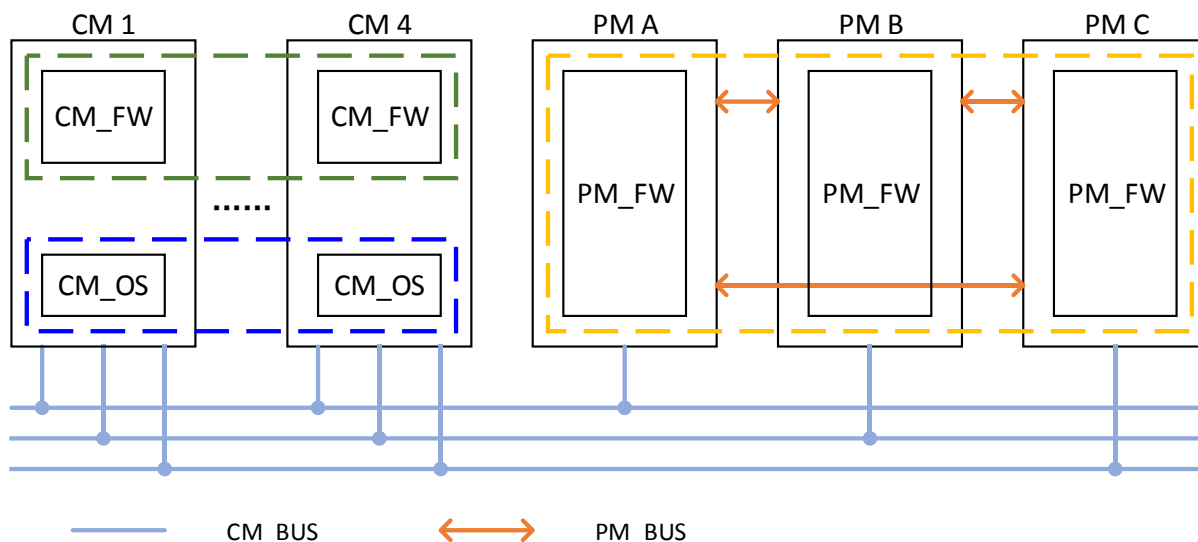 CM 1 CM 4 PM A PM B PM C
CM_FW CM_FW
PM_FW PM_FW PM_FW
......
CM_OS CM_OS
CM BUS PM BUS